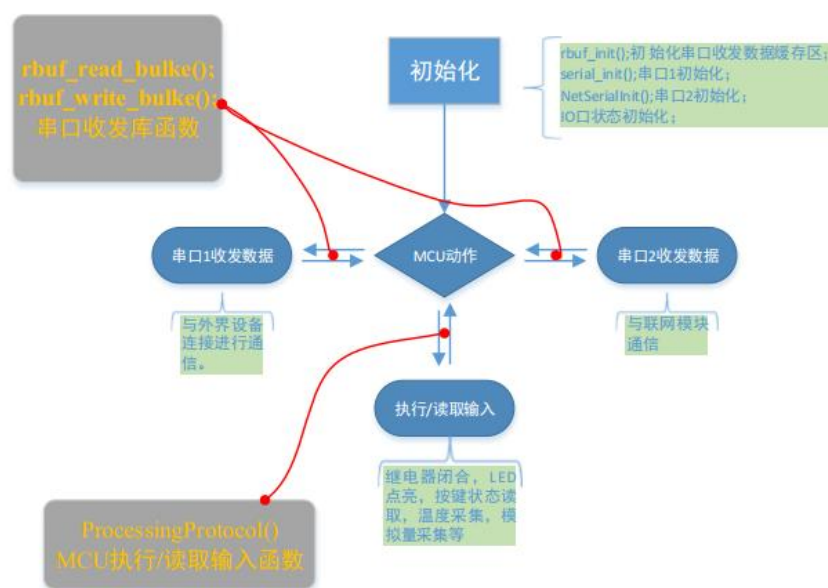 rbuf_read_bulke();
rbuf_write_bulke();
串口收发库函数
初始化
rbuf_init();初始化串口收发数据缓存区;
serial_init();串口1初始化；
NetSerialInit();串口2初始化；
IO口状态初始化；
串口1收发数据
MCU动作
串口2收发数据
与外界设备
连接进行通
信。
与联网模块
通信
执行/读取输入
继电器闭合，LED
点亮，按键状态读
取，温度采集，模
拟量采集等
ProcessingProtocol()
MCU执行/读取输入函数